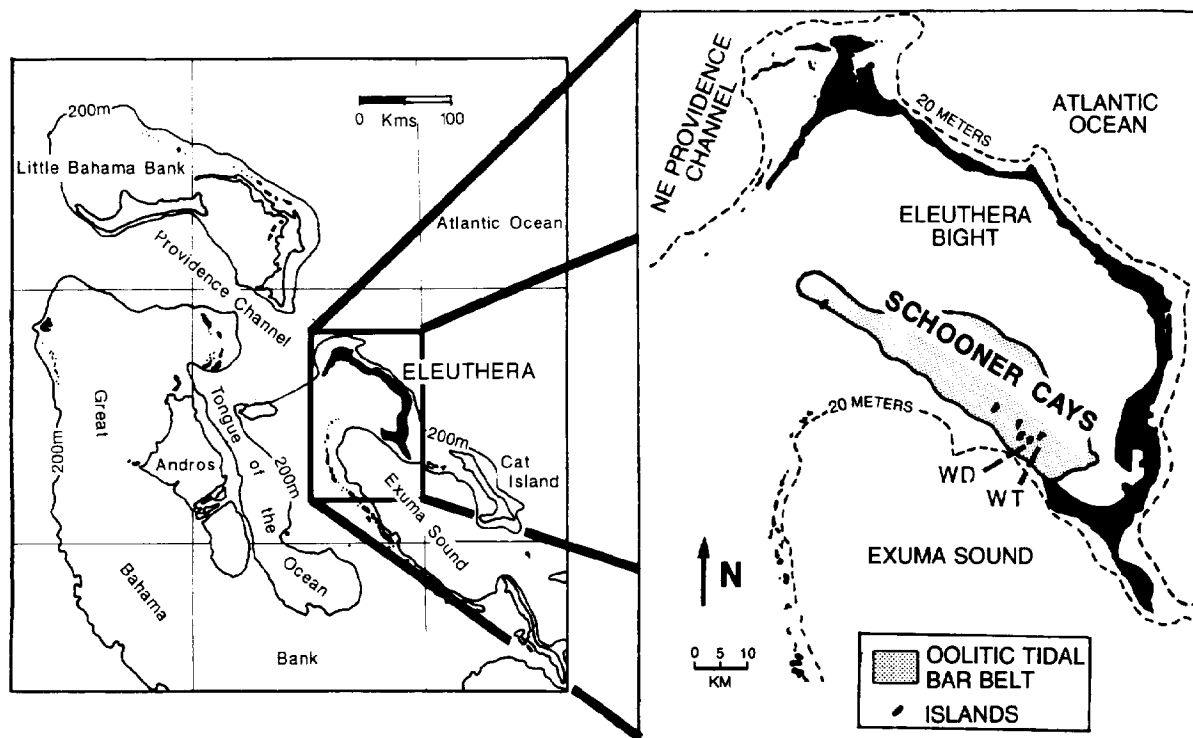 200m
0 Kms 100
Little Bahama Bank
Atlantic Ocean
Providence Channel
ELEUTHERA
200m
Great
Bahama
Bank
200m
Andros
Tongue of the Ocean
200m
Cat
Island
Exuma Sound
NE PROVIDENCE
CHANNEL
20 METERS
ATLANTIC
OCEAN
ELEUTHERA
BIGHT
SCHOONER CAYS
20 METERS
WD
WT
EXUMA SOUND
N
0 5 10
KM
OOLITIC TIDAL
BAR BELT
ISLANDS